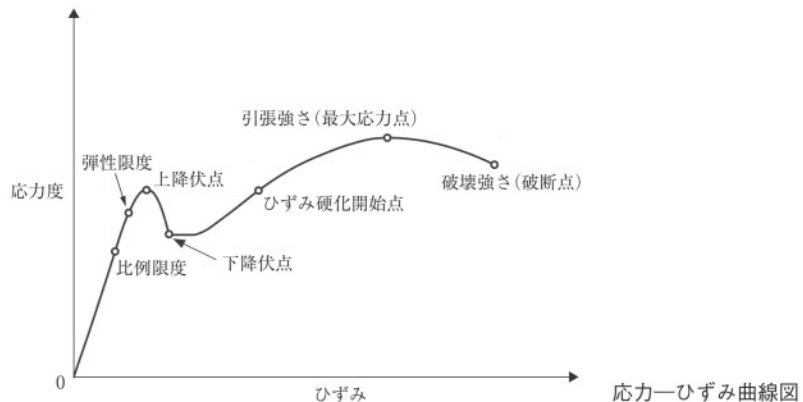 引張強さ(最大応力点)
弾性限度
上降伏点
応力度
ひずみ硬化開始点
破壊強さ(破断点)
比例限度
下降伏点
0
ひずみ
応力―ひずみ曲線図